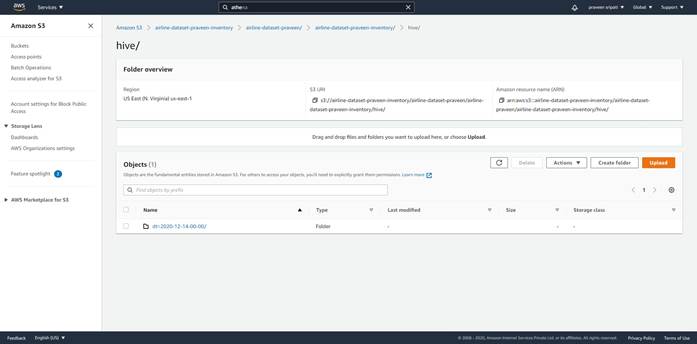 aws
Services
athena
praveen sripati
Global
Support
Amazon S3
Buckets
Access points
Batch Operations
Access analyzer for S3
Account settings for Block Public
Access
Storage Lens
Dashboards
AWS Organizations settings
Feature spotlight 2
AWS Marketplace for S3
Amazon S3 > airline-dataset-praveen-inventory > airline-dataset-praveen/ > airline-dataset-praveen-inventory/ > hive/
hive/
Folder overview
Region
US East (N. Virginia) us-east-1
S3 URI
s3://airline-dataset-praveen-inventory/airline-dataset-praveen/airline-
dataset-praveen-inventory/hive/
Amazon resource name (ARN)
arn:aws:s3:::airline-dataset-praveen-inventory/airline-dataset-
praveen/airline-dataset-praveen-inventory/hive/
Drag and drop files and folders you want to upload here, or choose Upload.
Objects (1)
Delete
Actions
Create folder
Upload
Objects are the fundamental entities stored in Amazon S3. For others to access your objects, you'll need to explicitly grant them permissions. Learn more
Find objects by prefix
1
Name Type Last modified Size Storage class
dt=2020-12-14-00-00/ Folder - - -
Feedback English (US)
© 2008 - 2020, Amazon Internet Services Private Ltd. or its affiliates. All rights reserved. Privacy Policy Terms of Use